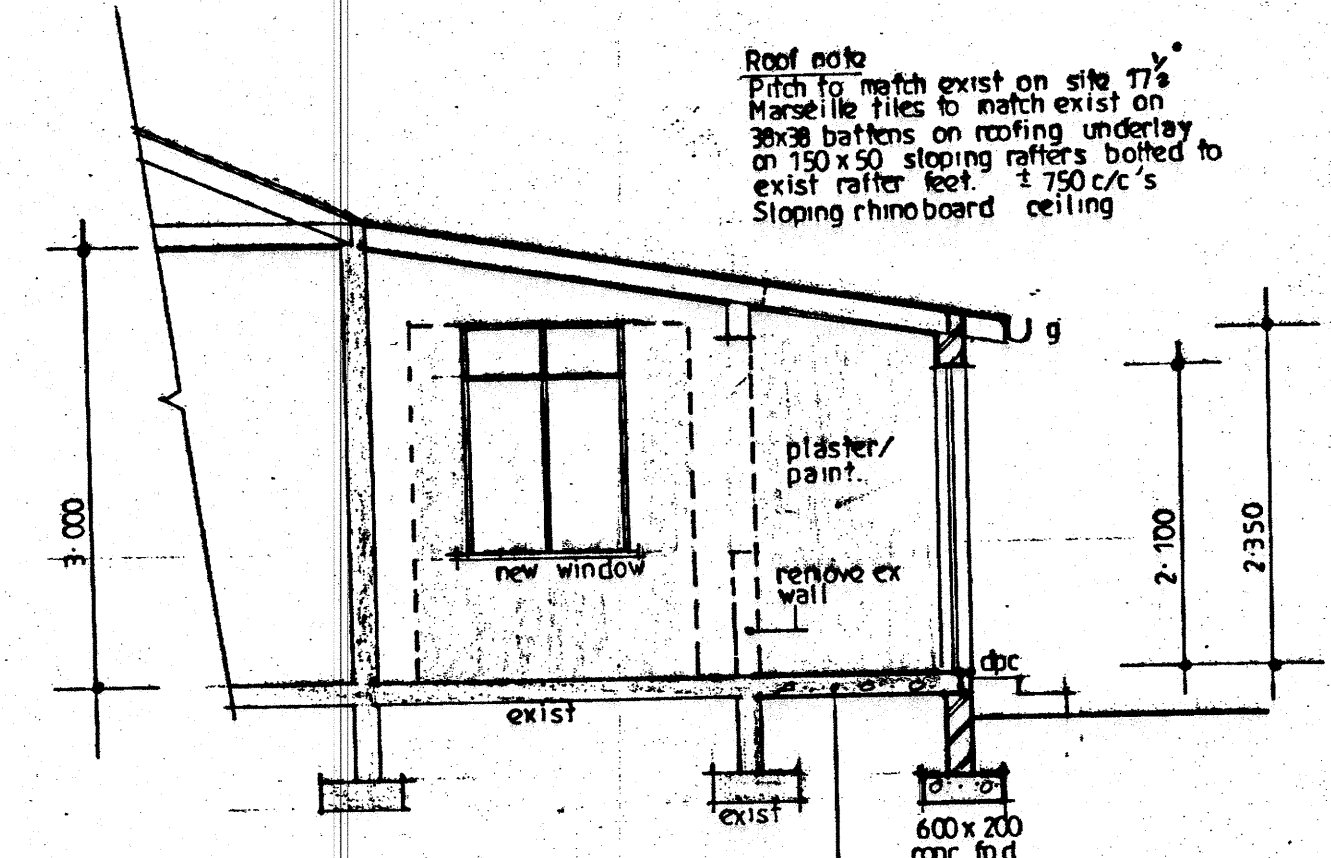 Roof note
Pitch to match exist on site 17½°
Marseille tiles to match exist on
38x38 battens on roofing underlay
on 150 x 50 sloping rafters bolted to
exist rafter feet. ± 750 c/c's
Sloping rhinoboard ceiling
g
3·000
plaster/
paint.
2·100
2·350
new window
remove ex
wall
dpc
exist
exist
600 x 200
conc fnd